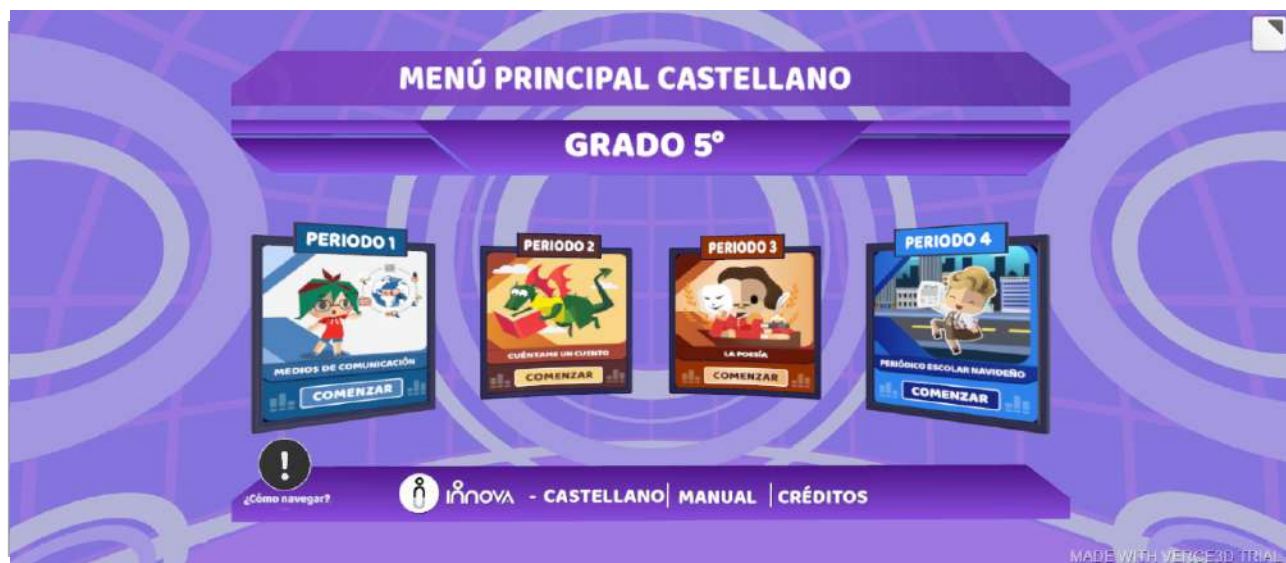 MENÚ PRINCIPAL CASTELLANO
GRADO 5°
PERIODO 1
MEDIOS DE COMUNICACIÓN
COMENZAR
PERIODO 2
CUÉNTAME UN CUENTO
COMENZAR
PERIODO 3
LA POESÍA
COMENZAR
PERIODO 4
PERIÓDICO ESCOLAR NAVIDEÑO
COMENZAR
!
¿Cómo navegar?
INNOVA - CASTELLANO| MANUAL |CRÉDITOS
MADE WITH VERGE3D TRIAL